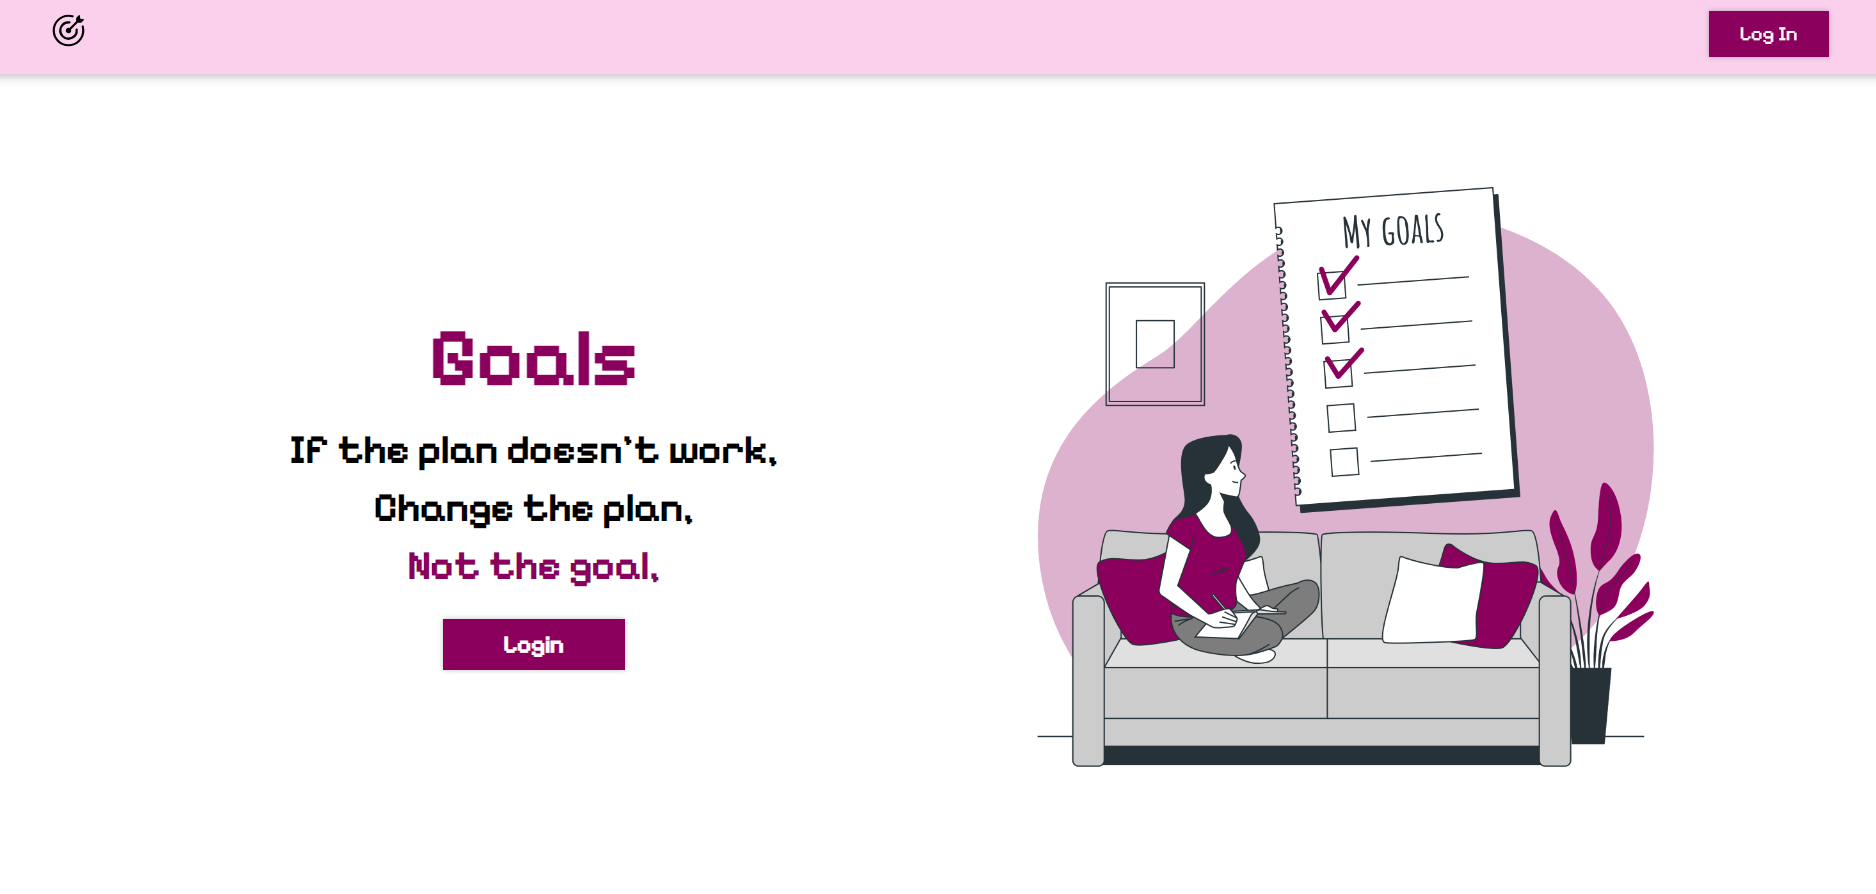 Log In
Goals
If the plan doesn't work,
Change the plan,
Not the goal,
Login
My goals